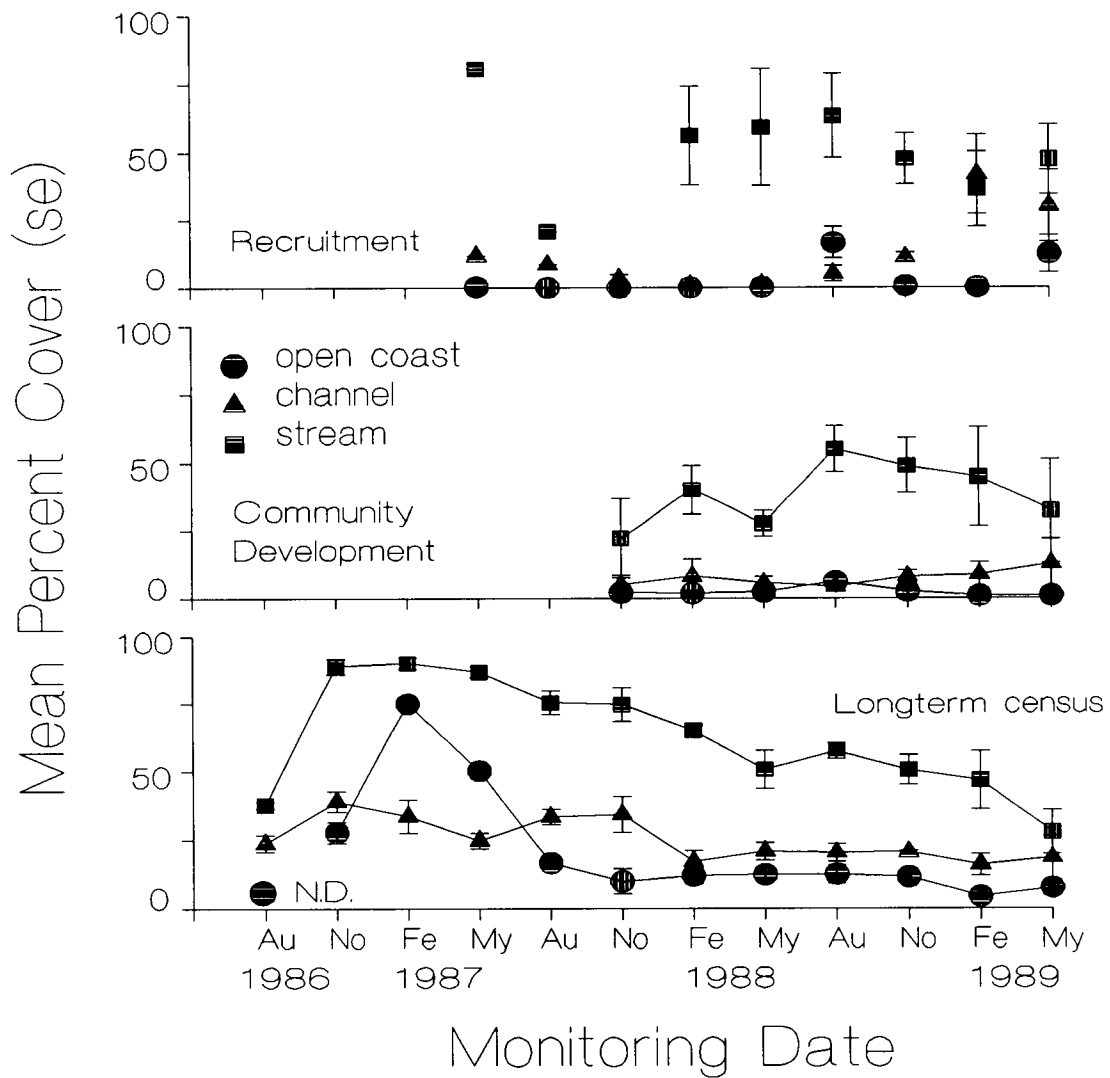 Mean Percent Cover (se)
100
50
0
Recruitment
100
50
0
open coast
channel
stream
Community
Development
100
50
0
Longterm census
N.D.
Au No Fe My Au No Fe My Au No Fe My
1986 1987 1988 1989
Monitoring Date